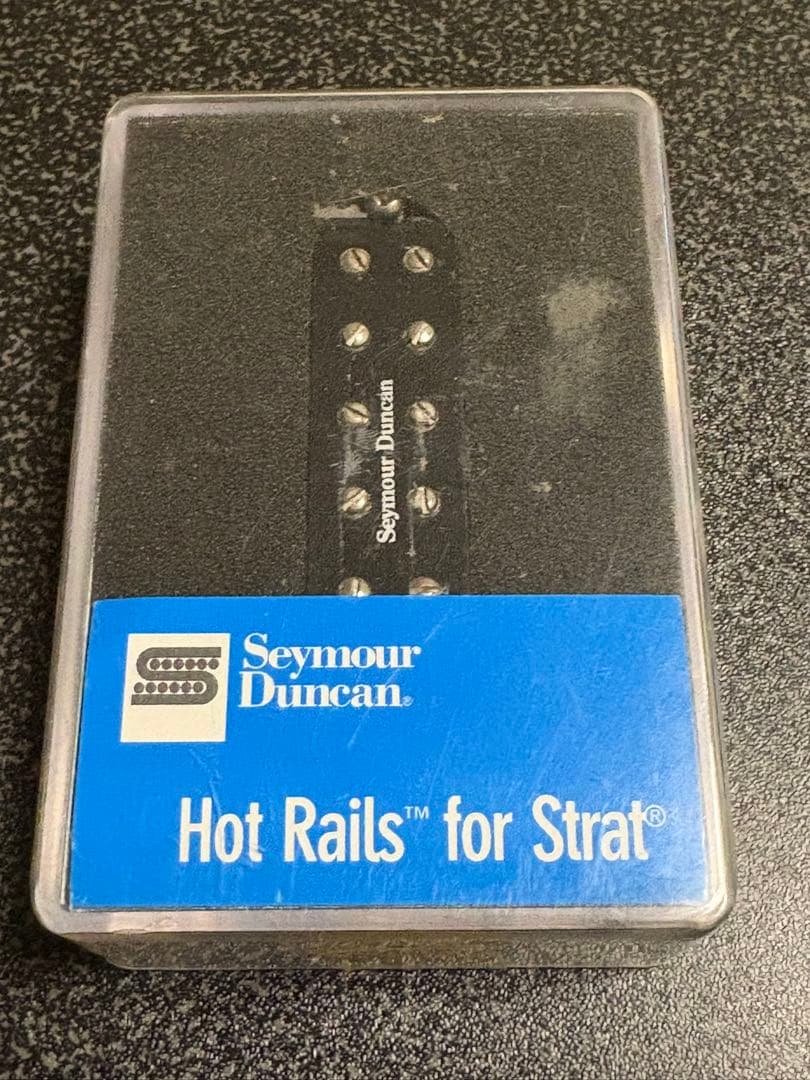 Seymour Duncan
Seymour
Duncan®
Hot Rails™ for Strat®